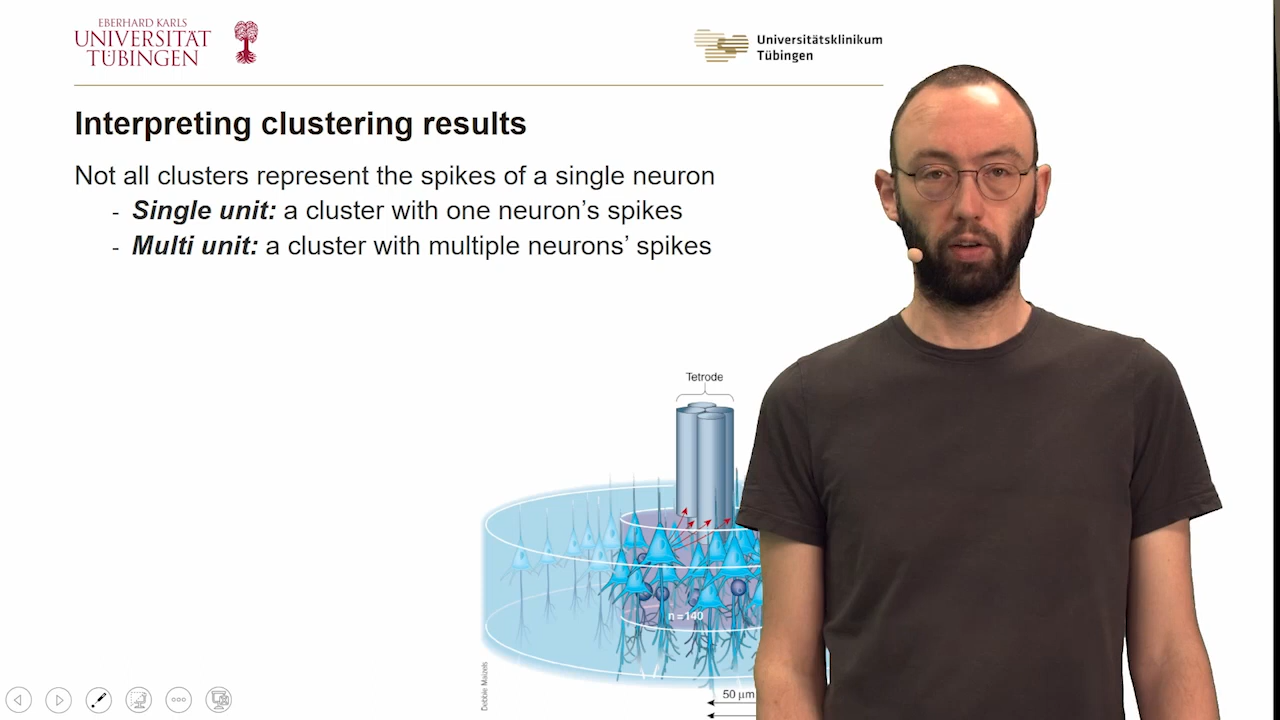 EBERHARD KARLS
UNIVERSITÄT
TÜBINGEN
Universitätsklinikum
Tübingen
Interpreting clustering results
Not all clusters represent the spikes of a single neuron
- Single unit: a cluster with one neuron's spikes
- Multi unit: a cluster with multiple neurons' spikes
Tetrode
n=140
Debbie Maizels
50 µm